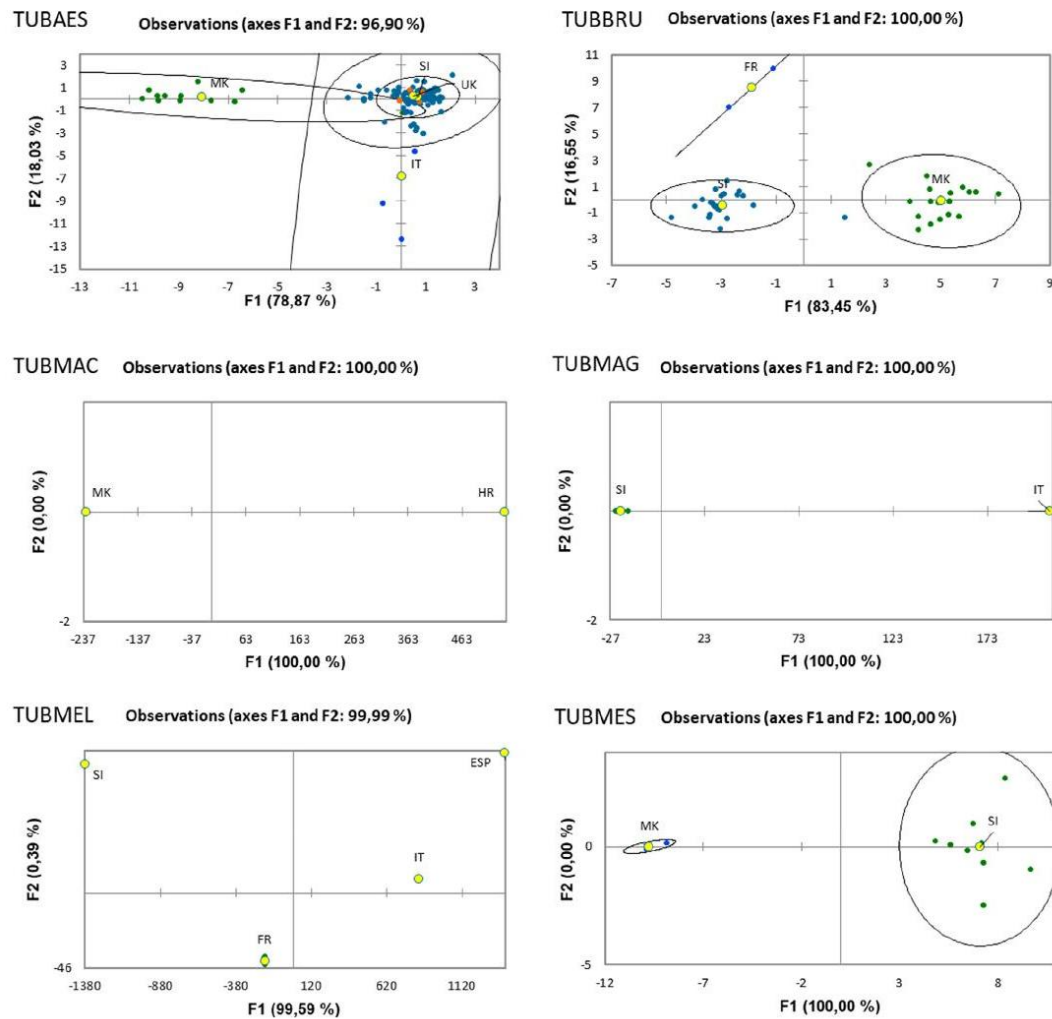 TUBAES Observations (axes F1 and F2: 96,90 %)
3
1
-1
-3
-5
-7
-9
-11
-13
-15
F2 (18,03 %)
MK
SI
UK
IT
-13 -11 -9 -7 -5 -3 -1 1 3
F1 (78,87 %)
TUBBRU Observations (axes F1 and F2: 100,00 %)
11
9
7
5
3
1
-1
-3
-5
F2 (16,55 %)
FR
SI
MK
-7 -5 -3 -1 1 3 5 7 9
F1 (83,45 %)
TUBMAC Observations (axes F1 and F2: 100,00 %)
F2 (0,00 %)
MK
HR
-2
-237 -137 -37 63 163 263 363 463
F1 (100,00 %)
TUBMAG Observations (axes F1 and F2: 100,00 %)
F2 (0,00 %)
SI
IT
-2
-27 23 73 123 173
F1 (100,00 %)
TUBMEL Observations (axes F1 and F2: 99,99 %)
F2 (0,39 %)
SI
ESP
IT
FR
-46
-1380 -880 -380 120 620 1120
F1 (99,59 %)
TUBMES Observations (axes F1 and F2: 100,00 %)
F2 (0,00 %)
0
-5
MK
SI
-12 -7 3 8
F1 (100,00 %)